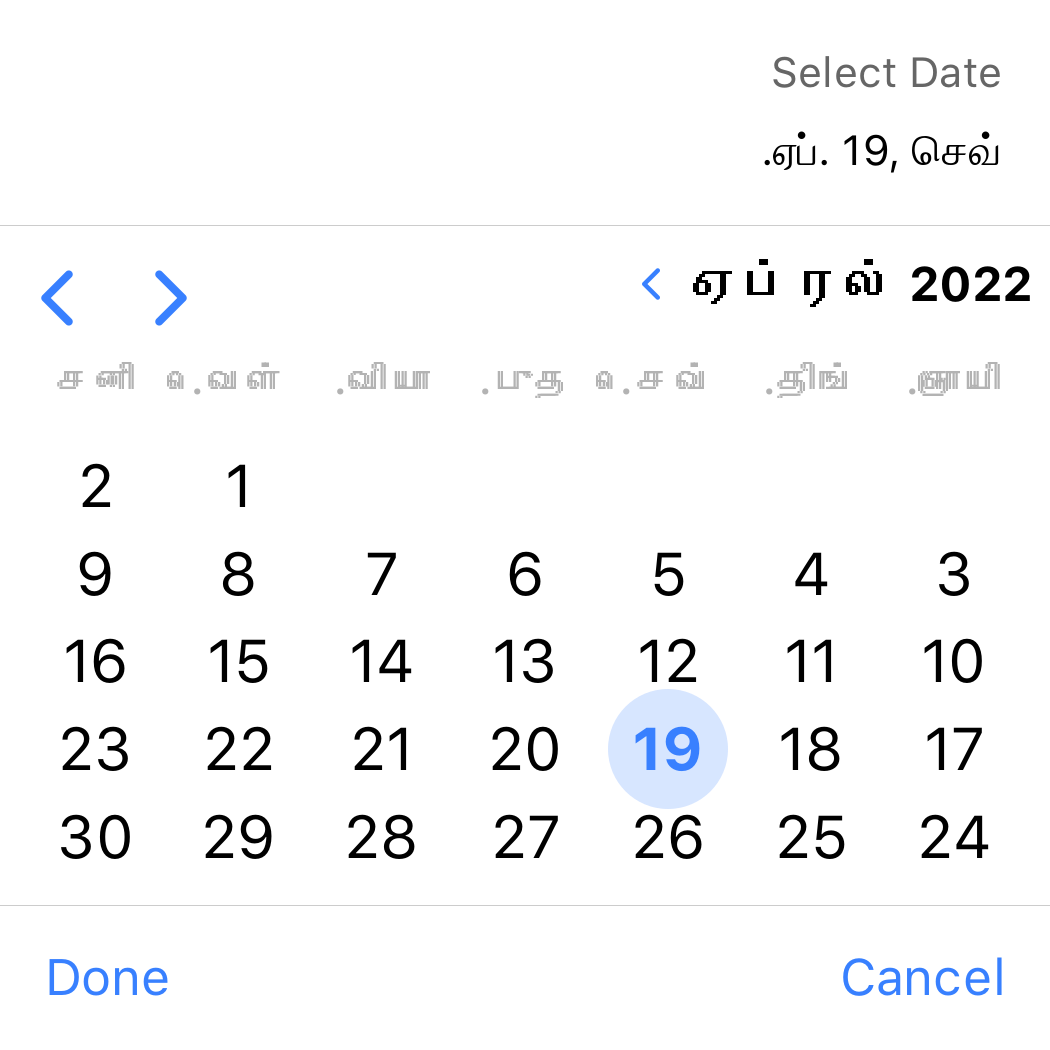 Select Date
.ஏப். 19, செவ்
ஏப்ரல் 2022
சனி .வெள் .வியா .புத .செவ் .திங் .ஞாயி
2 1
9 8 7 6 5 4 3
16 15 14 13 12 11 10
23 22 21 20 19 18 17
30 29 28 27 26 25 24
Done Cancel